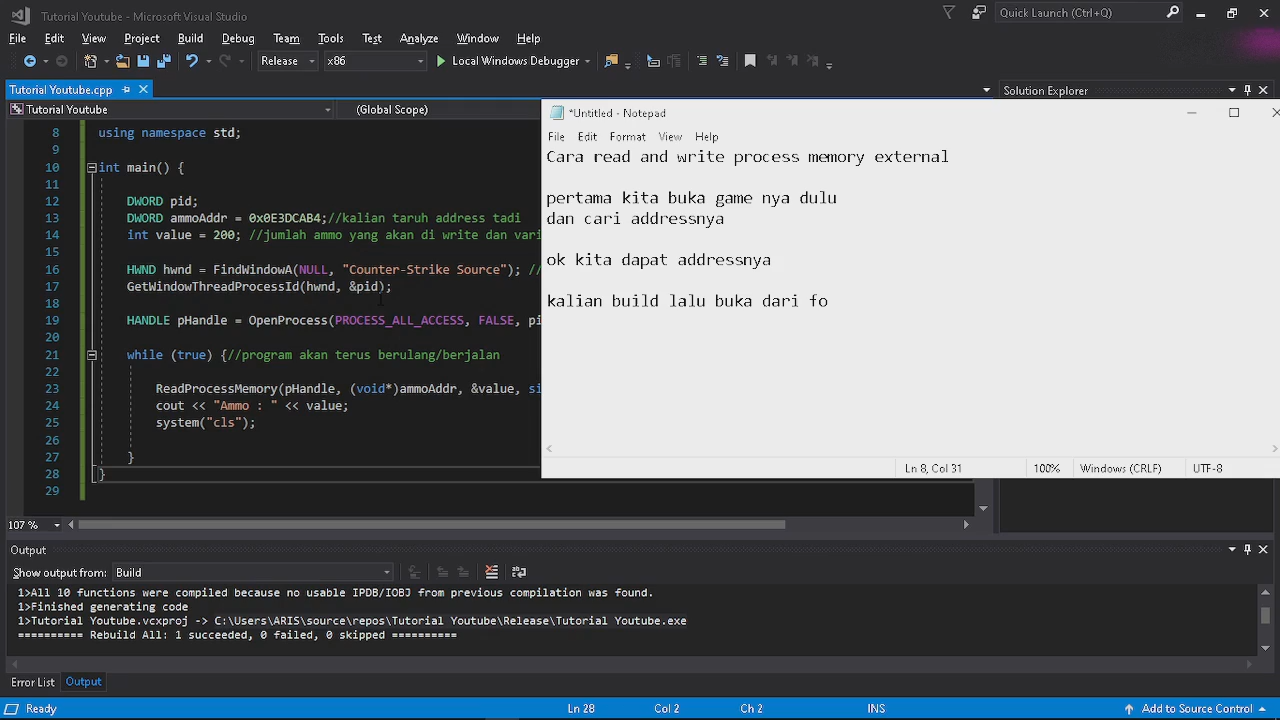 Tutorial Youtube - Microsoft Visual Studio
Quick Launch (Ctrl+Q)
File Edit View Project Build Debug Team Tools Test Analyze Window Help
Release x86 Local Windows Debugger
Tutorial Youtube.cpp
Solution Explorer
Tutorial Youtube (Global Scope)
8 using namespace std;
9
10 int main() {
11
12 DWORD pid;
13 DWORD ammoAddr = 0x0E3DCAB4;//kalian taruh address tadi
14 int value = 200; //jumlah ammo yang akan di write dan vari
15
16 HWND hwnd = FindWindowA(NULL, "Counter-Strike Source"); //
17 GetWindowThreadProcessId(hwnd, &pid);
18
19 HANDLE pHandle = OpenProcess(PROCESS_ALL_ACCESS, FALSE, pi
20
21 while (true) {//program akan terus berulang/berjalan
22
23 ReadProcessMemory(pHandle, (void*)ammoAddr, &value, si
24 cout << "Ammo : " << value;
25 system("cls");
26
27 }
28 }
29
*Untitled - Notepad
File Edit Format View Help
Cara read and write process memory external
pertama kita buka game nya dulu
dan cari addressnya
ok kita dapat addressnya
kalian build lalu buka dari fo
Ln 8, Col 31 100% Windows (CRLF) UTF-8
107 %
Output
Show output from: Build
1>All 10 functions were compiled because no usable IPDB/IOBJ from previous compilation was found.
1>Finished generating code
1>Tutorial Youtube.vcxproj -> C:\Users\ARIS\source\repos\Tutorial Youtube\Release\Tutorial Youtube.exe
========== Rebuild All: 1 succeeded, 0 failed, 0 skipped ==========
Error List Output
Ready Ln 28 Col 2 Ch 2 INS Add to Source Control